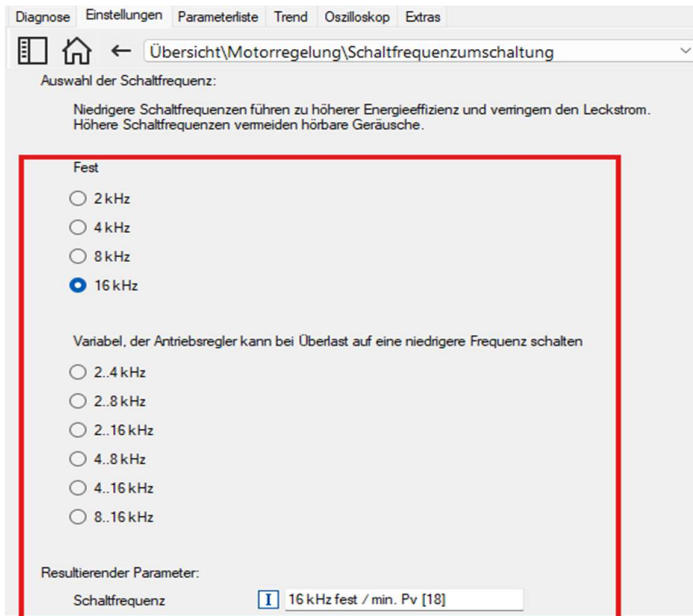 Diagnose Einstellungen Parameterliste Trend Oszilloskop Extras
Übersicht\Motorregelung\Schaltfrequenzumschaltung
Auswahl der Schaltfrequenz:
Niedrigere Schaltfrequenzen führen zu höherer Energieeffizienz und verringern den Leckstrom.
Höhere Schaltfrequenzen vermeiden hörbare Geräusche.
Fest
2 kHz
4 kHz
8 kHz
16 kHz
Variabel, der Antriebsregler kann bei Überlast auf eine niedrigere Frequenz schalten
2..4 kHz
2..8 kHz
2..16 kHz
4..8 kHz
4..16 kHz
8..16 kHz
Resultierender Parameter:
Schaltfrequenz I 16 kHz fest / min. Pv [18]